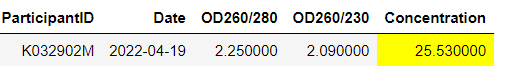 ParticipantID Date OD260/280 OD260/230 Concentration
K032902M 2022-04-19 2.250000 2.090000 25.530000